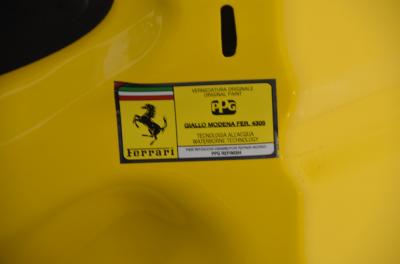 VERNICIATURA ORIGINALE
ORIGINAL PAINT
PPG
GIALLO MODENA FER. 4305
TECNOLOGIA ALL'ACQUA
WATERBORNE TECHNOLOGY
Ferrari
PPG REFINISH